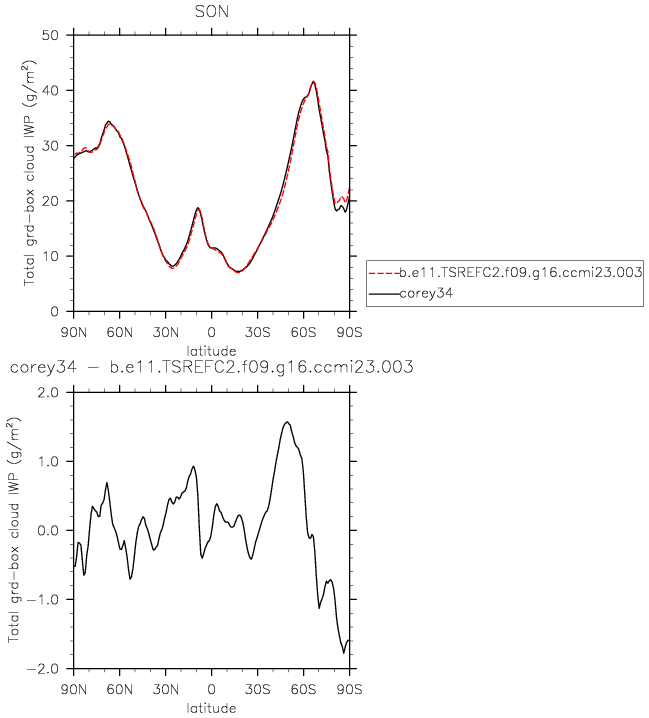 SON
Total grd-box cloud IWP (g/m²)
50
40
30
20
10
0
90N 60N 30N 0 30S 60S 90S
latitude
b.e11.TSREFC2.f09.g16.ccmi23.003
corey34
corey34 − b.e11.TSREFC2.f09.g16.ccmi23.003
Total grd-box cloud IWP (g/m²)
2.0
1.0
0.0
−1.0
−2.0
90N 60N 30N 0 30S 60S 90S
latitude